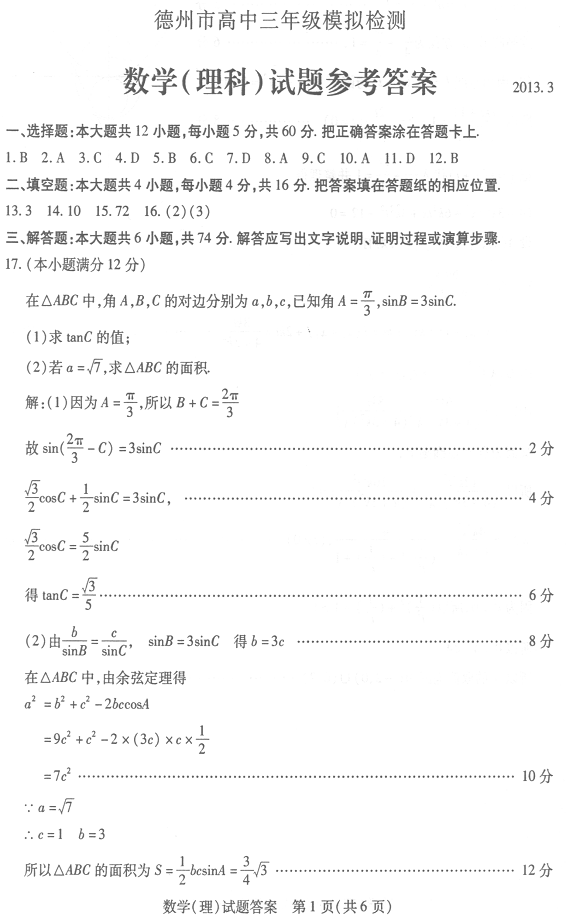 德州市高中三年级模拟检测
数学(理科)试题参考答案 2013.3
一、选择题:本大题共12小题,每小题5分,共60分.把正确答案涂在答题卡上.
1.B 2.A 3.C 4.D 5.B 6.C 7.D 8.A 9.C 10.A 11.D 12.B
二、填空题:本大题共4小题,每小题4分,共16分.把答案填在答题纸的相应位置.
13.3 14.10 15.72 16.(2)(3)
三、解答题:本大题共6小题,共74分.解答应写出文字说明、证明过程或演算步骤.
17.(本小题满分12分)
在△ABC中,角A,B,C的对边分别为a,b,c,已知角A=π/3,sinB=3sinC.
(1)求tanC的值;
(2)若a=√7,求△ABC的面积.
解:(1)因为A=π/3,所以B+C=2π/3
故sin(2π/3-C)=3sinC ………… 2分
√3/2cosC+1/2sinC=3sinC, ………… 4分
√3/2cosC=5/2sinC
得tanC=√3/5 ………… 6分
(2)由b/sinB=c/sinC, sinB=3sinC 得b=3c ………… 8分
在△ABC中,由余弦定理得
a²=b²+c²-2bccosA
=9c²+c²-2×(3c)×c×1/2
=7c² ………… 10分
∵a=√7
∴c=1 b=3
所以△ABC的面积为S=1/2bcsinA=3/4√3 ………… 12分
数学(理)试题答案 第1页(共6页)